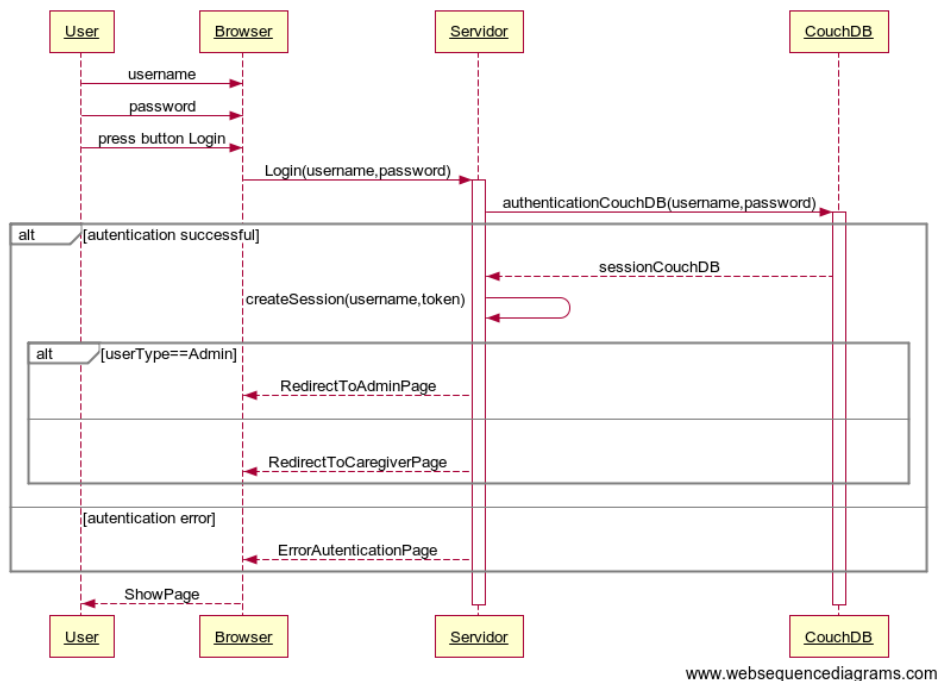 User
Browser
Servidor
CouchDB
username
password
press button Login
Login(username,password)
authenticationCouchDB(username,password)
alt
[autentication successful]
sessionCouchDB
createSession(username,token)
alt
[userType==Admin]
RedirectToAdminPage
RedirectToCaregiverPage
[autentication error]
ErrorAutenticationPage
ShowPage
User
Browser
Servidor
CouchDB
www.websequencediagrams.com